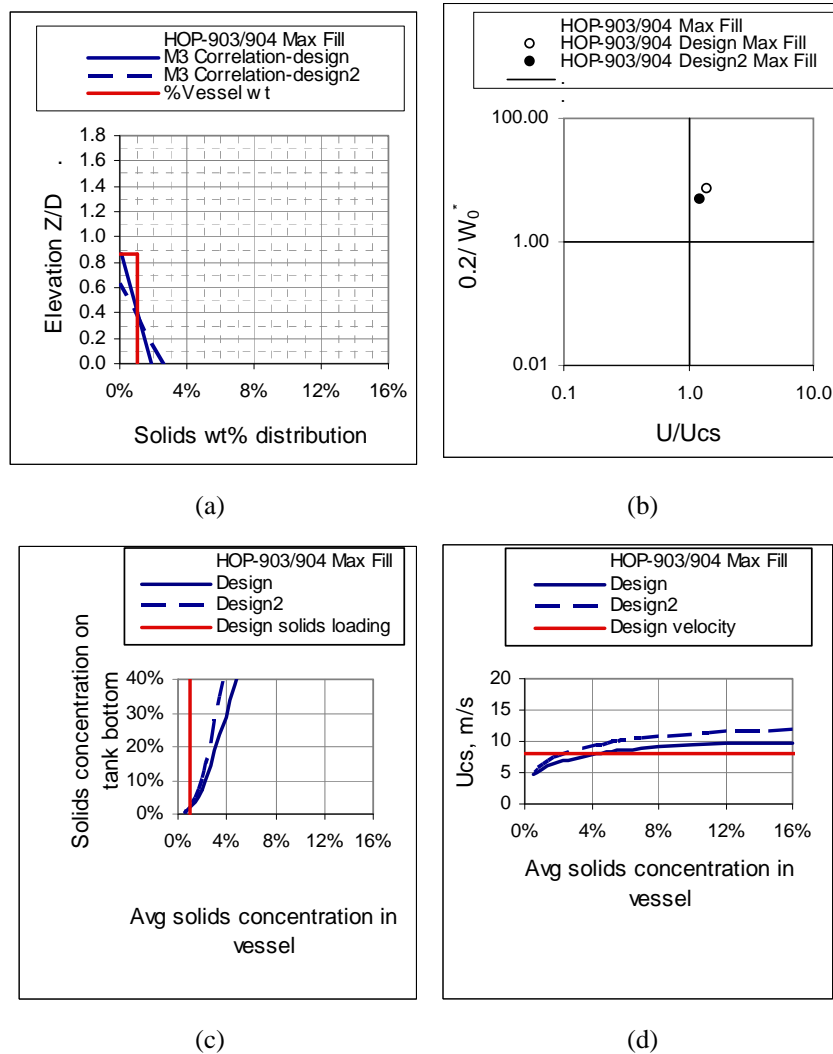 HOP-903/904 Max Fill
M3 Correlation-design
M3 Correlation-design2
%Vessel wt
1.8
1.6
1.4
1.2
1.0
0.8
0.6
0.4
0.2
0.0
Elevation Z/D
0% 4% 8% 12% 16%
Solids wt% distribution
(a)
HOP-903/904 Max Fill
HOP-903/904 Design Max Fill
HOP-903/904 Design2 Max Fill
100.00
1.00
0.01
0.2/ W₀*
0.1 1.0 10.0
U/Ucs
(b)
HOP-903/904 Max Fill
Design
Design2
Design solids loading
Solids concentration on
tank bottom
40%
30%
20%
10%
0%
0% 4% 8% 12% 16%
Avg solids concentration in
vessel
(c)
HOP-903/904 Max Fill
Design
Design2
Design velocity
Ucs, m/s
20
15
10
5
0
0% 4% 8% 12% 16%
Avg solids concentration in
vessel
(d)